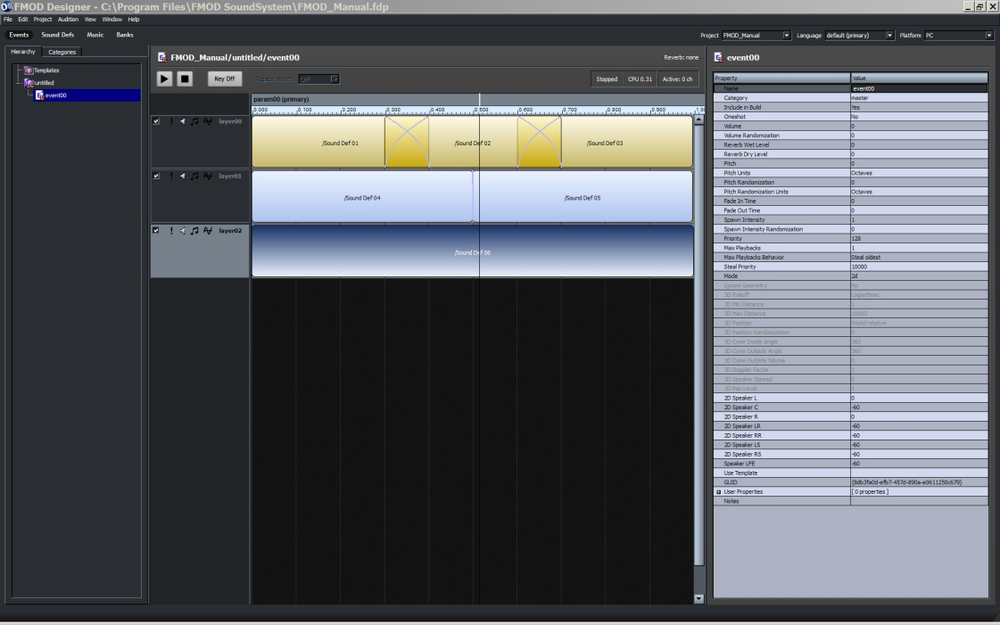 FMOD Designer - C:\Program Files\FMOD SoundSystem\FMOD_Manual.fdp
File Edit Project Audition View Window Help
Events Sound Defs Music Banks
Project FMOD_Manual Language default (primary) Platform PC
Hierarchy Categories
Templates
untitled
event00
FMOD_Manual/untitled/event00 Reverb: none
Key Off Off Stopped CPU 0.31 Active: 0 ch
param00 (primary)
0.000 0.100 0.200 0.300 0.400 0.500 0.600 0.700 0.800 0.900 1.0
layer00
/Sound Def 01 /Sound Def 02 /Sound Def 03
layer01
/Sound Def 04 /Sound Def 05
layer02
/Sound Def 06
event00
Property Value
Name event00
Category master
Include in Build Yes
Oneshot No
Volume 0
Volume Randomization 0
Reverb Wet Level 0
Reverb Dry Level 0
Pitch 0
Pitch Units Octaves
Pitch Randomization 0
Pitch Randomization Units Octaves
Fade In Time 0
Fade Out Time 0
Spawn Intensity 1
Spawn Intensity Randomization 0
Priority 128
Max Playbacks 1
Max Playbacks Behavior Steal oldest
Steal Priority 10000
Mode 2d
Ignore Geometry No
3D Rolloff Logarithmic
3D Min Distance 1
3D Max Distance 10000
3D Position World relative
3D Position Randomization 0
3D Cone Inside Angle 360
3D Cone Outside Angle 360
3D Cone Outside Volume 0
3D Doppler Factor 1
3D Speaker Spread 0
3D Pan Level 1
2D Speaker L 0
2D Speaker C -60
2D Speaker R 0
2D Speaker LR -60
2D Speaker RR -60
2D Speaker LS -60
2D Speaker RS -60
Speaker LFE -60
Use Template
GUID {8db3fa0d-efb7-457d-890a-e0611250c679}
User Properties [ 0 properties ]
Notes